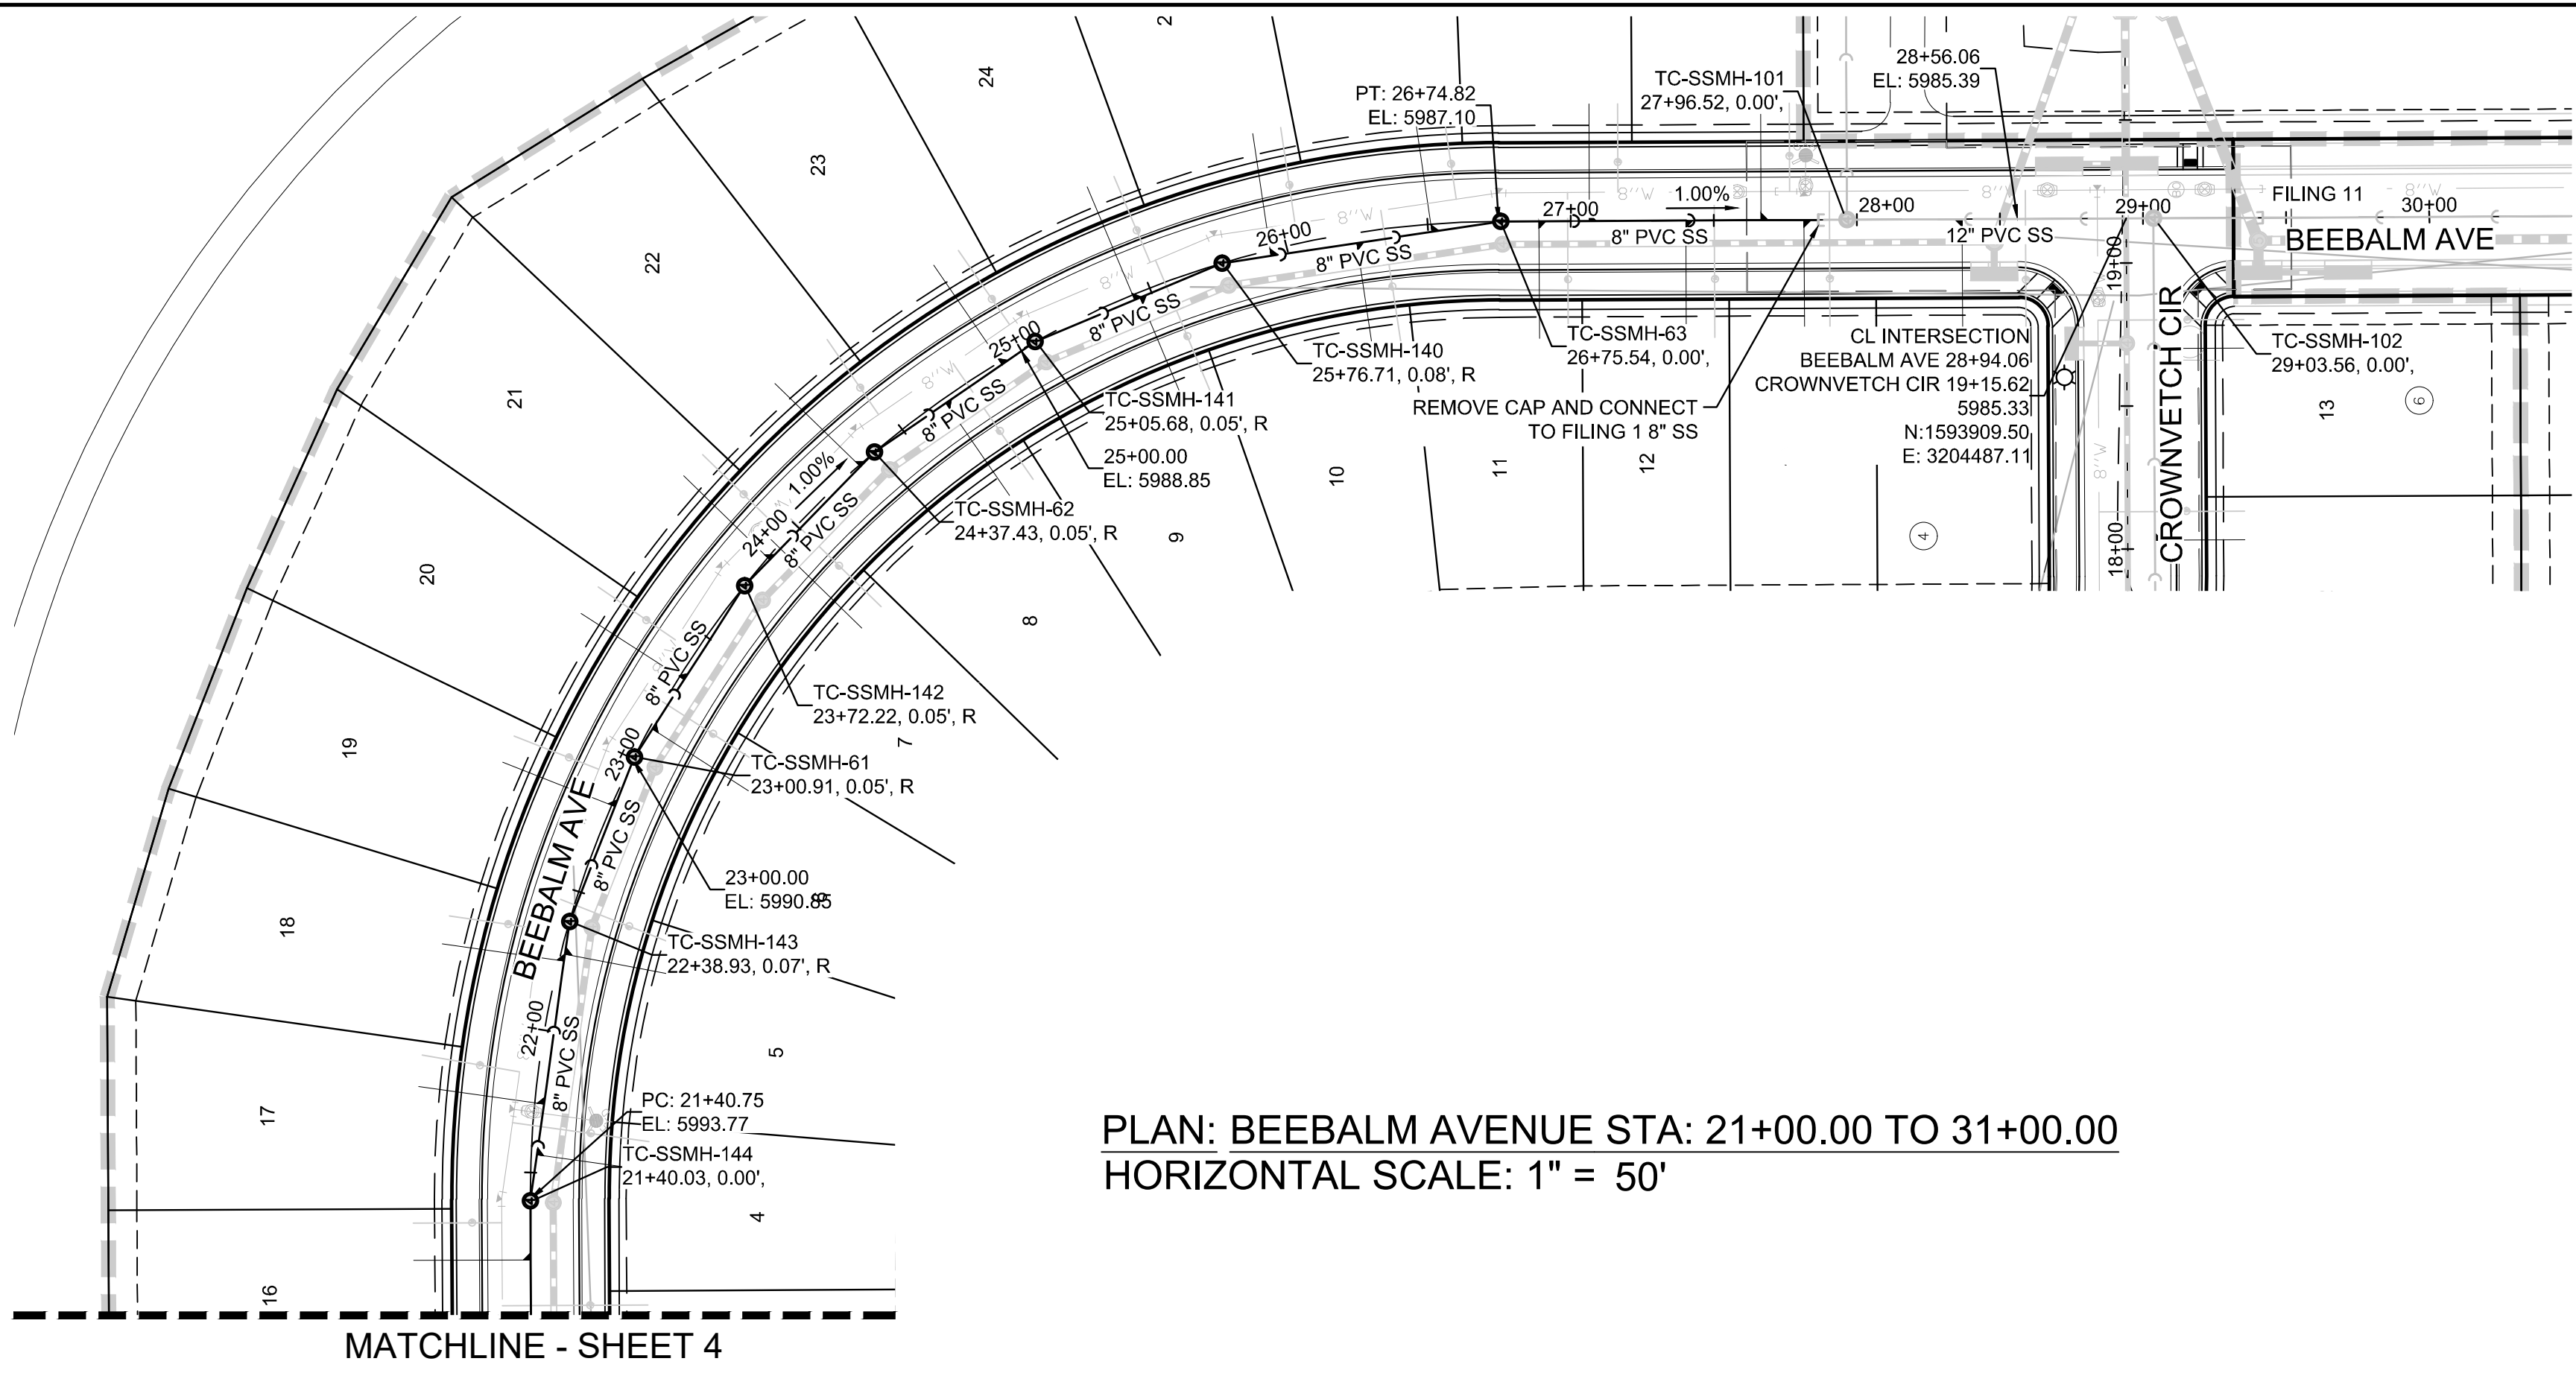 2
24
23
22
21
20
19
18
17
16
28+56.06
EL: 5985.39
TC-SSMH-101
27+96.52, 0.00',
PT: 26+74.82
EL: 5987.10
8''W
8''W
1.00%
8''W
8''W
27+00
28+00
29+00
FILING 11
30+00
26+00
8" PVC SS
8" PVC SS
12" PVC SS
BEEBALM AVE
19+00
CROWNVETCH CIR
18+00
8''W
8''W
25+00
8" PVC SS
TC-SSMH-140
25+76.71, 0.08', R
TC-SSMH-63
26+75.54, 0.00',
CL INTERSECTION
BEEBALM AVE 28+94.06
CROWNVETCH CIR 19+15.62
5985.33
N:1593909.50
E: 3204487.11
TC-SSMH-102
29+03.56, 0.00',
REMOVE CAP AND CONNECT
TO FILING 1 8" SS
8''W
8" PVC SS
TC-SSMH-141
25+05.68, 0.05', R
25+00.00
EL: 5988.85
1.00%
24+00
8" PVC SS
TC-SSMH-62
24+37.43, 0.05', R
13
6
12
11
10
9
4
8
8" PVC SS
TC-SSMH-142
23+72.22, 0.05', R
7
23+00
TC-SSMH-61
23+00.91, 0.05', R
BEEBALM AVE
8" PVC SS
23+00.00
EL: 5990.85
6
TC-SSMH-143
22+38.93, 0.07', R
22+00
8" PVC SS
5
PC: 21+40.75
EL: 5993.77
TC-SSMH-144
21+40.03, 0.00',
4
PLAN: BEEBALM AVENUE STA: 21+00.00 TO 31+00.00
HORIZONTAL SCALE: 1" = 50'
MATCHLINE - SHEET 4